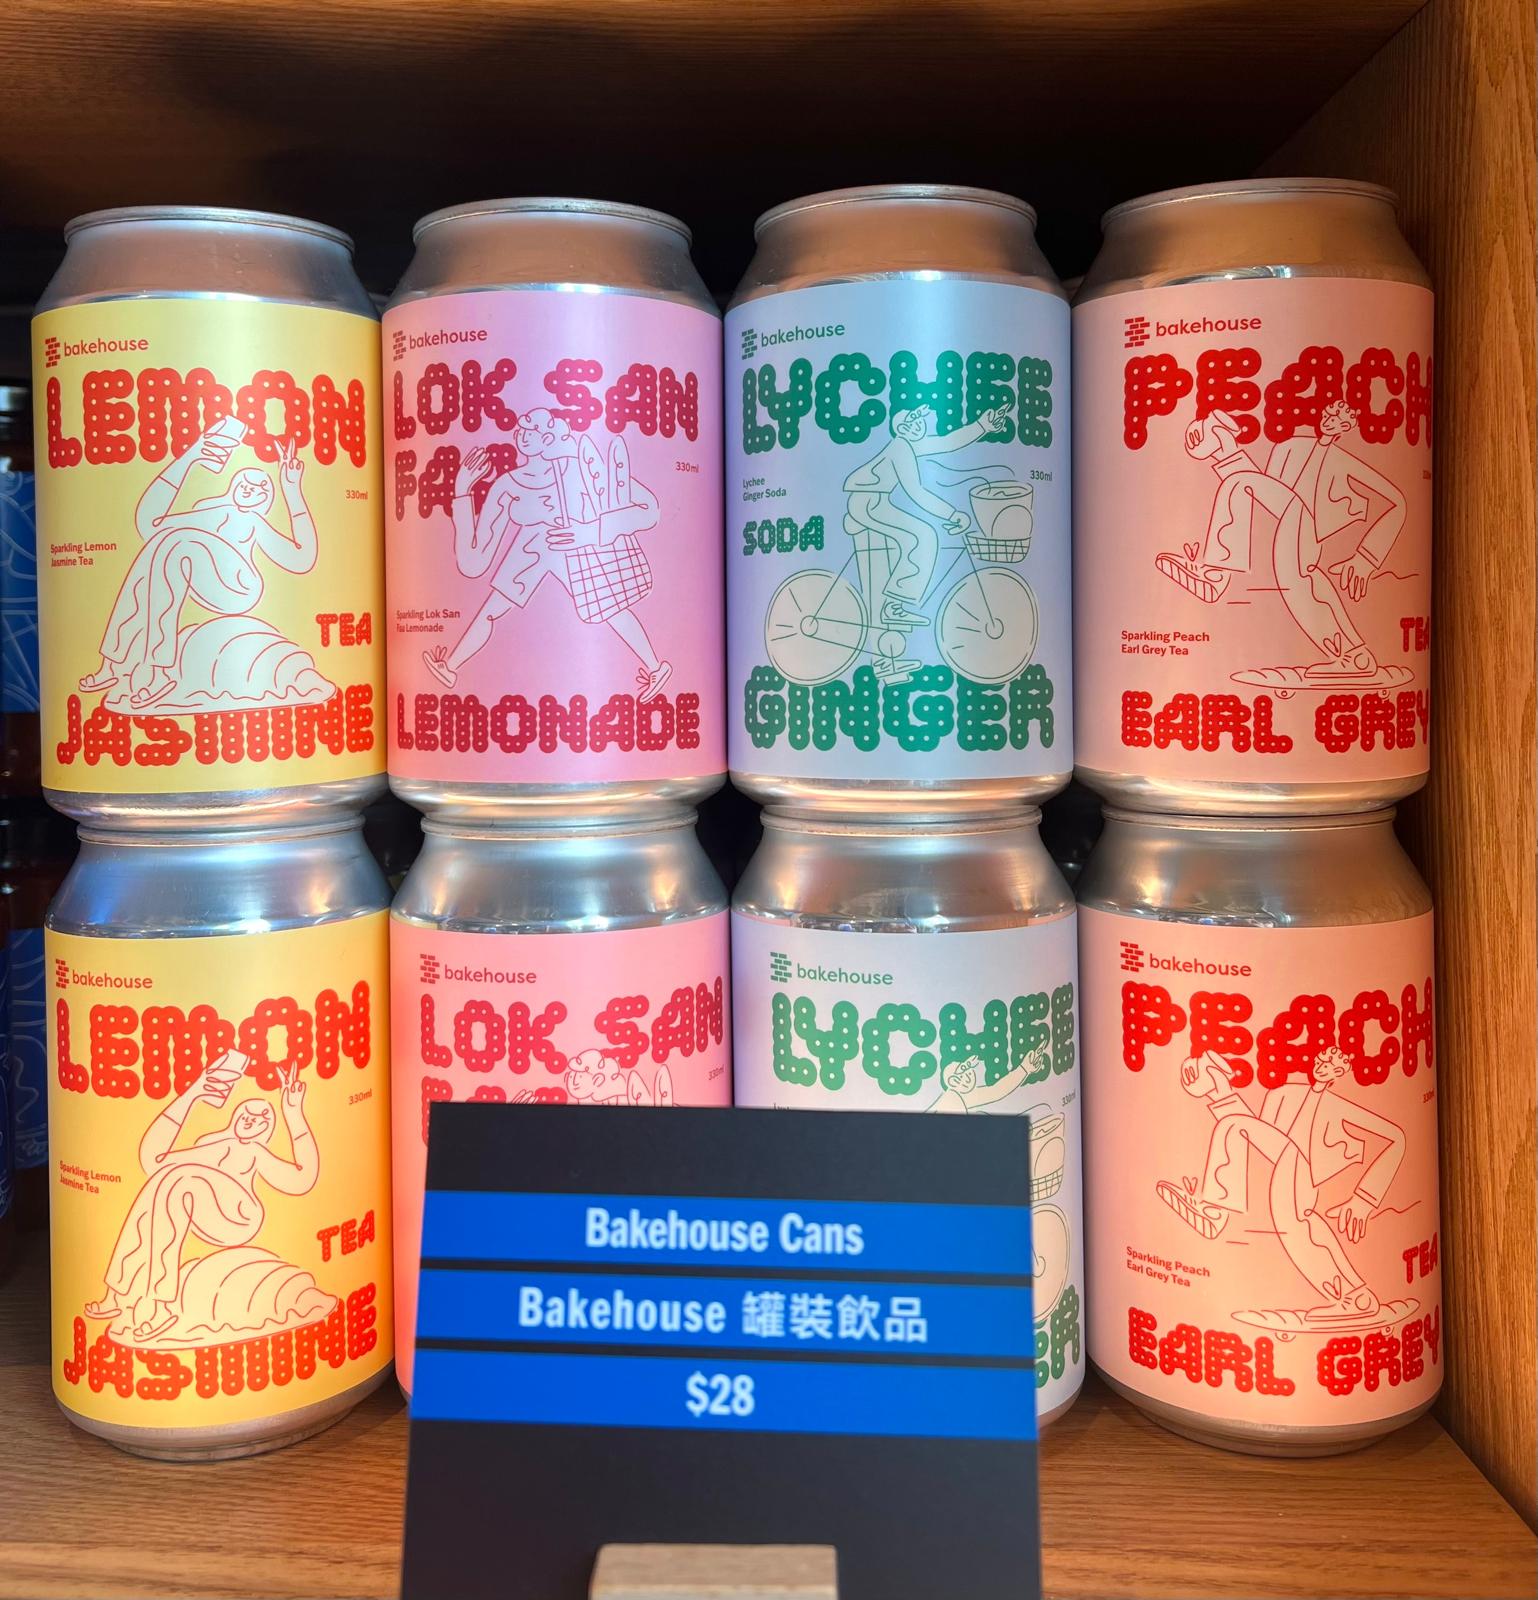 bakehouse
LEMON
330ml
Sparkling Lemon
Jasmine Tea
TEA
JASMINE
bakehouse
LOK SAN
FAA
330ml
Sparkling Lok San
Faa Lemonade
LEMONADE
bakehouse
LYCHEE
330ml
Lychee
Ginger Soda
SODA
GINGER
bakehouse
PEACH
Sparkling Peach
Earl Grey Tea
TEA
EARL GREY
bakehouse
LEMON
330ml
Sparkling Lemon
Jasmine Tea
TEA
JASMINE
bakehouse
LOK SAN
330ml
bakehouse
LYCHEE
330ml
ER
bakehouse
PEACH
Sparkling Peach
Earl Grey Tea
TEA
EARL GREY
Bakehouse Cans
Bakehouse 罐裝飲品
$28